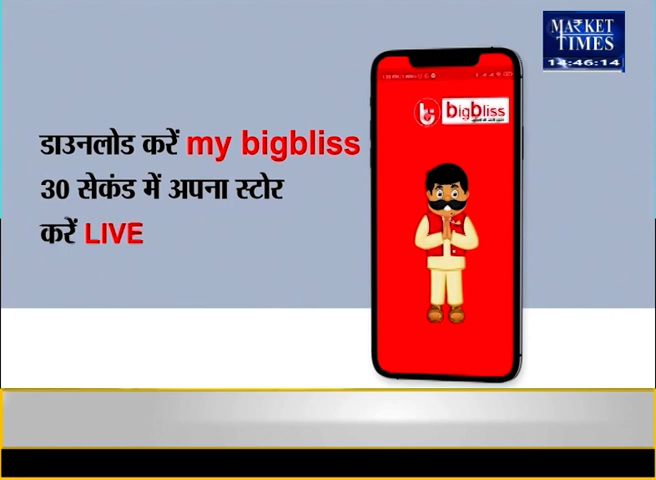 MARKET
TIMES
14:46:14
bigbliss
डाउनलोड करें my bigbliss
30 सेकंड में अपना स्टोर
करें LIVE